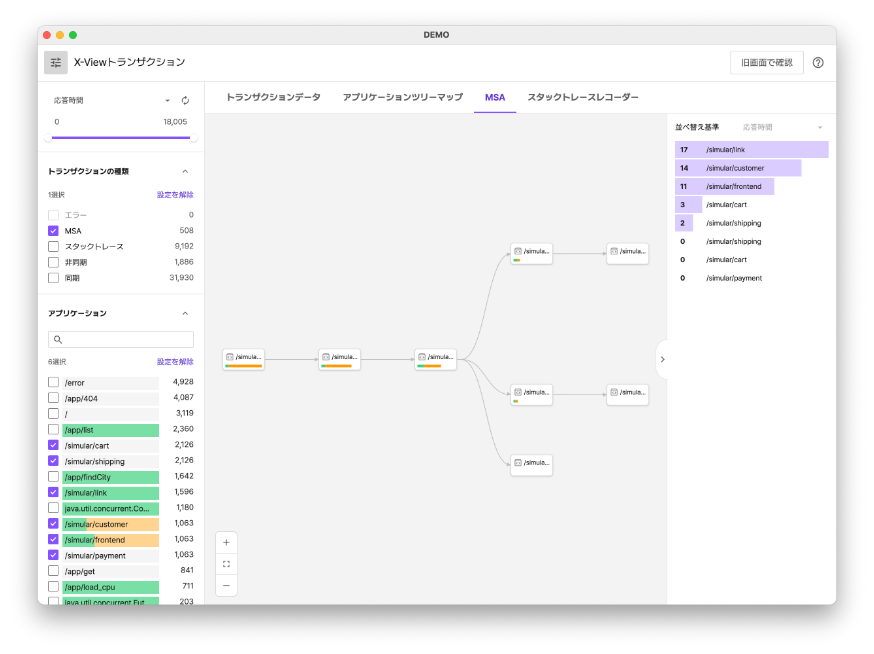 DEMO
X-Viewトランザクション
旧画面で確認
応答時間
0 18,005
トランザクションの種類
1選択 設定を解除
エラー 0
MSA 508
スタックトレース 9,192
非同期 1,886
同期 31,930
アプリケーション
6選択 設定を解除
/error 4,928
/app/404 4,087
/ 3,119
/app/list 2,360
/simular/cart 2,126
/simular/shipping 2,126
/app/findCity 1,642
/simular/link 1,596
java.util.concurrent.Co... 1,180
/simular/customer 1,063
/simular/frontend 1,063
/simular/payment 1,063
/app/get 841
/app/load_cpu 711
java.util.concurrent.Fut... 203
トランザクションデータ アプリケーションツリーマップ MSA スタックトレースレコーダー
/simula... /simula...
/simula... /simula... /simula...
/simula... /simula...
/simula...
並べ替え基準 応答時間
17 /simular/link
14 /simular/customer
11 /simular/frontend
3 /simular/cart
2 /simular/shipping
0 /simular/shipping
0 /simular/cart
0 /simular/payment